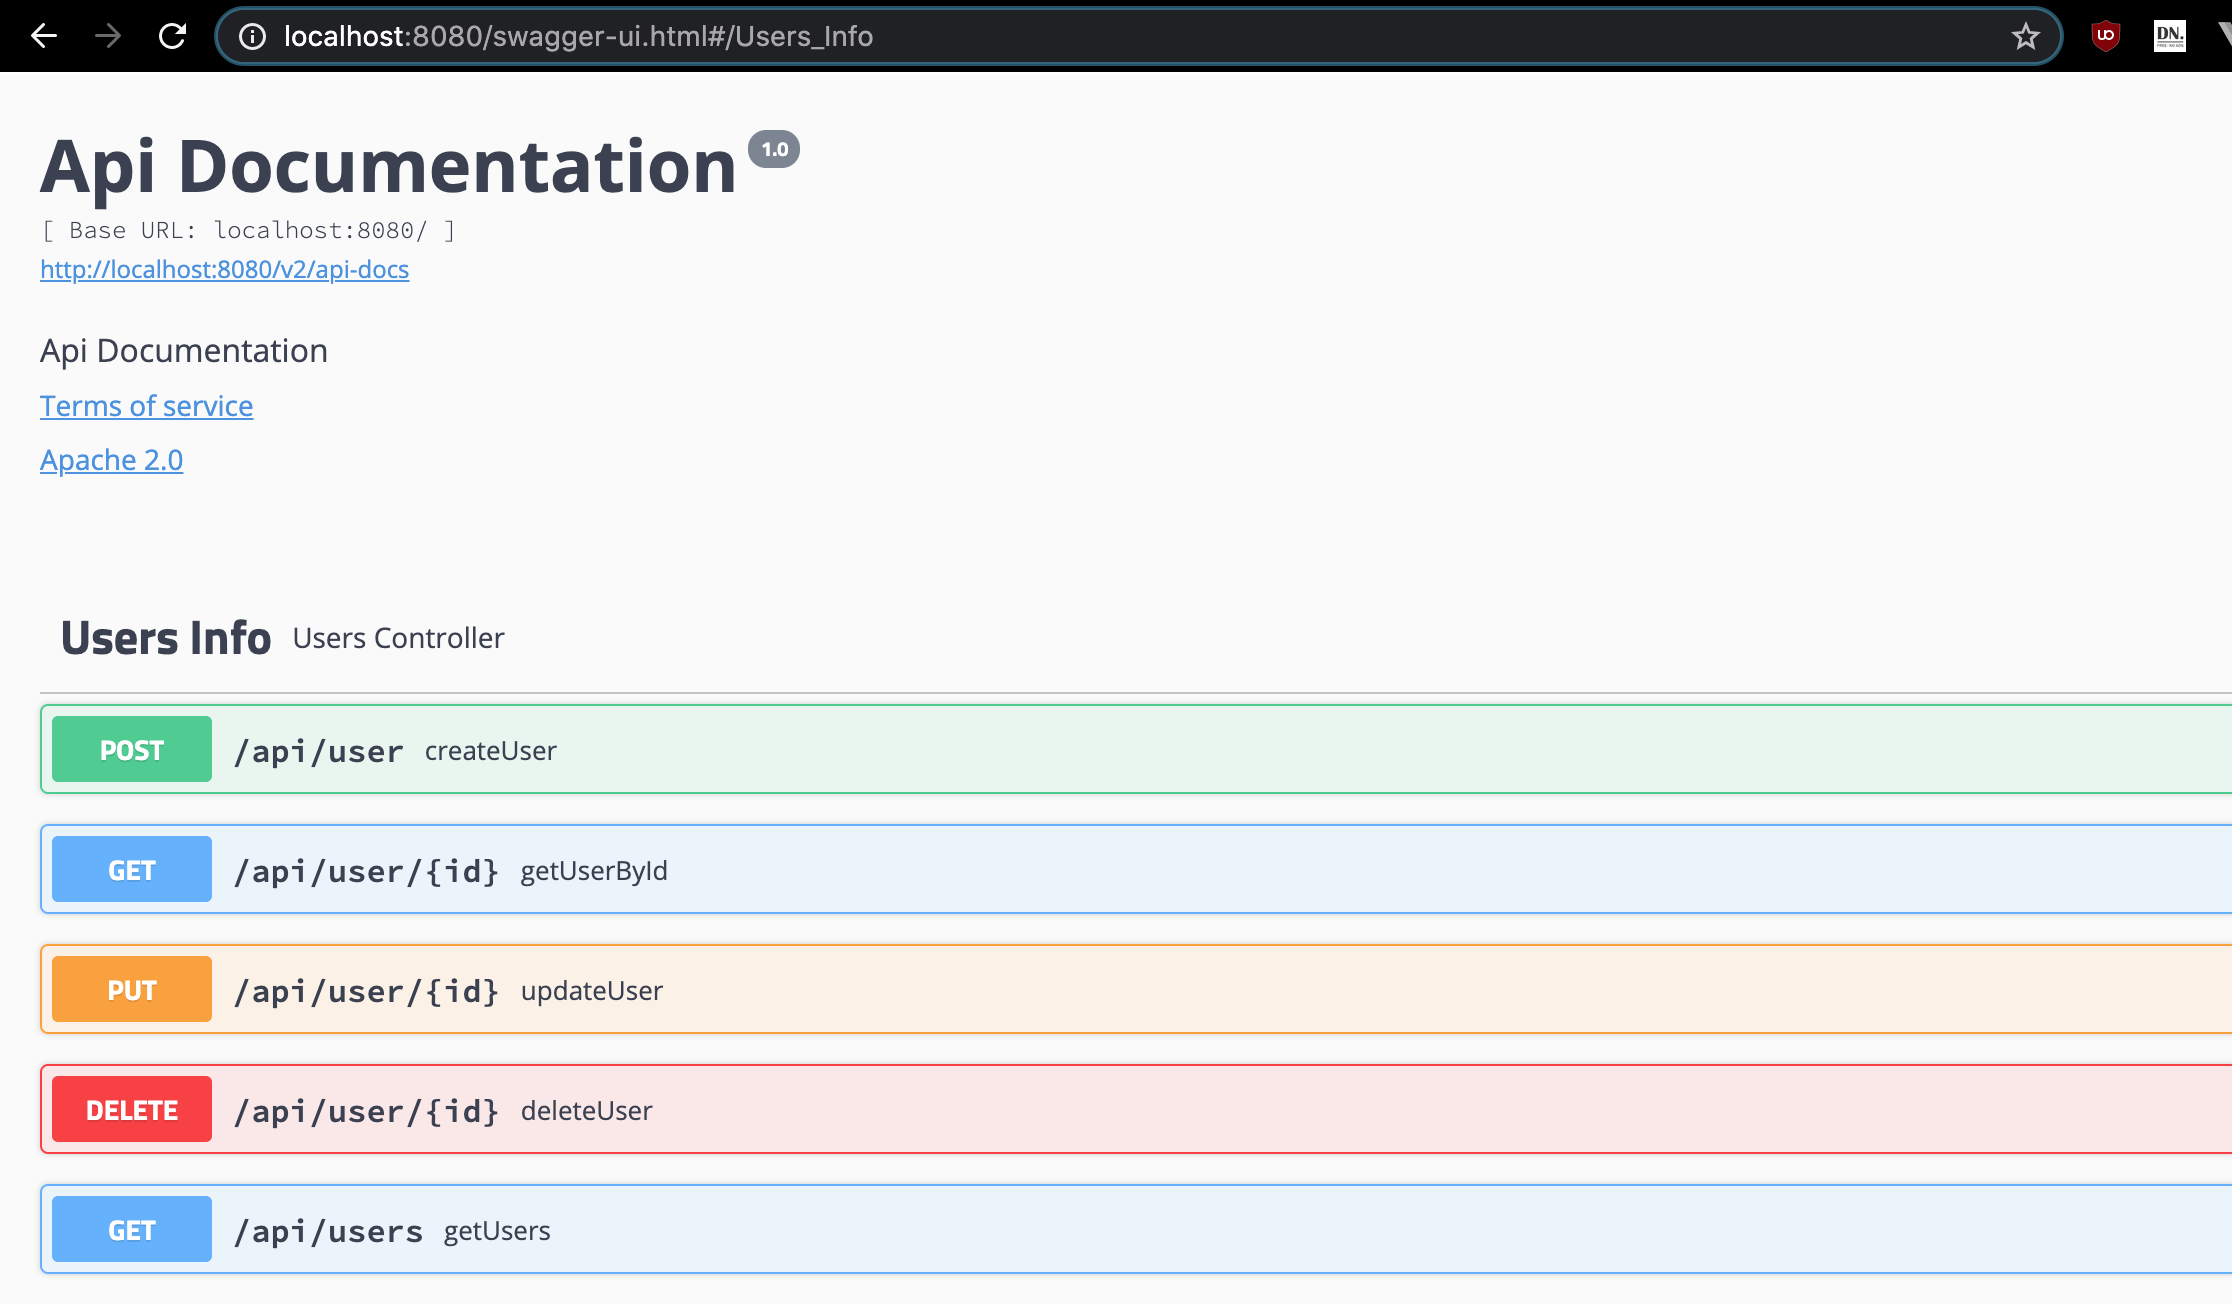 localhost:8080/swagger-ui.html#/Users_Info
UO
DN.
Api Documentation 1.0
[ Base URL: localhost:8080/ ]
http://localhost:8080/v2/api-docs
Api Documentation
Terms of service
Apache 2.0
Users Info Users Controller
POST /api/user createUser
GET /api/user/{id} getUserById
PUT /api/user/{id} updateUser
DELETE /api/user/{id} deleteUser
GET /api/users getUsers